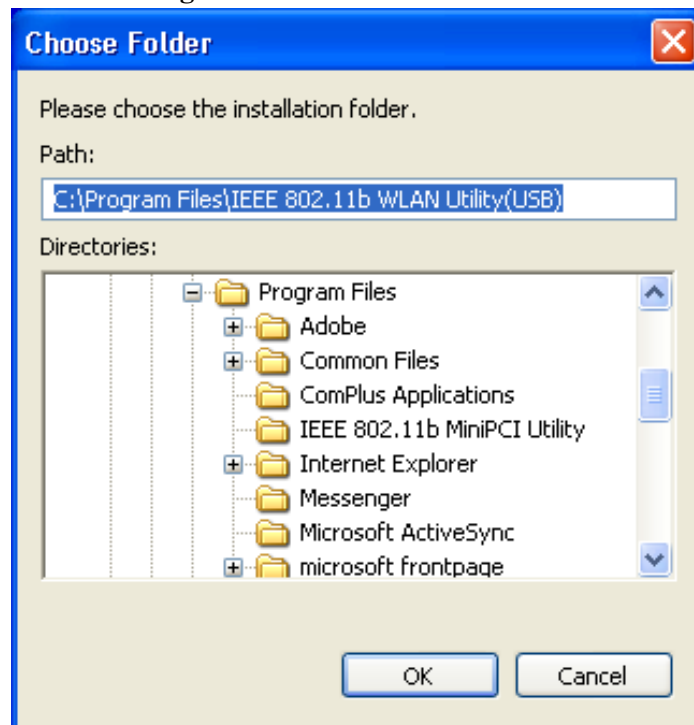 Choose Folder
Please choose the installation folder.
Path:
C:\Program Files\IEEE 802.11b WLAN Utility(USB)
Directories:
Program Files
Adobe
Common Files
ComPlus Applications
IEEE 802.11b MiniPCI Utility
Internet Explorer
Messenger
Microsoft ActiveSync
microsoft frontpage
OK Cancel